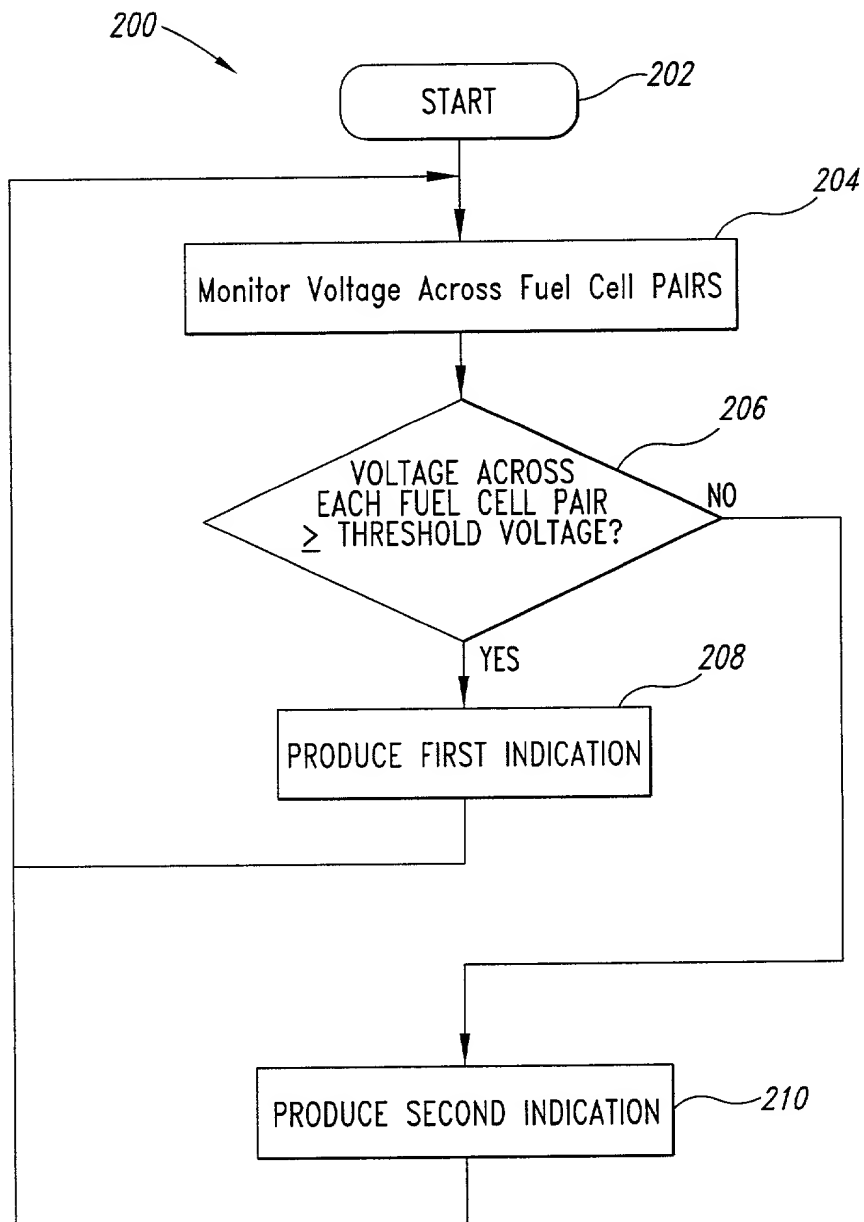 200
START
202
204
Monitor Voltage Across Fuel Cell PAIRS
206
VOLTAGE ACROSS
EACH FUEL CELL PAIR
≥ THRESHOLD VOLTAGE?
NO
YES
208
PRODUCE FIRST INDICATION
PRODUCE SECOND INDICATION
210